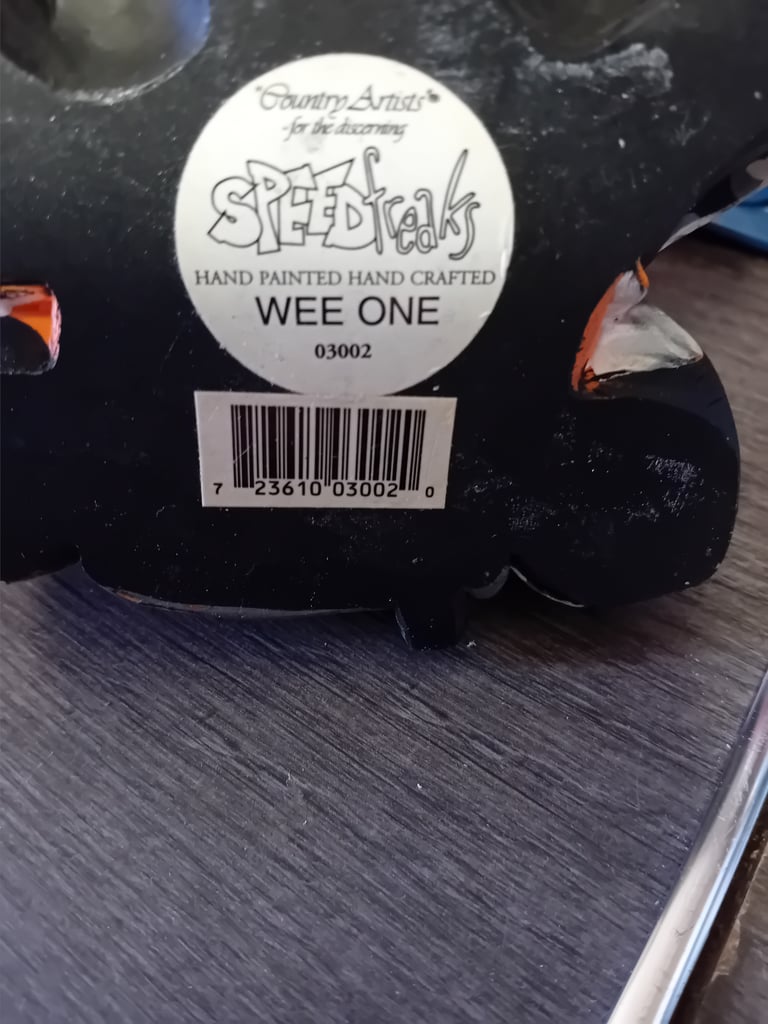 "Country Artists"
-for the discerning
SPEEDfreaks
HAND PAINTED HAND CRAFTED
WEE ONE
03002
7 23610 03002 0